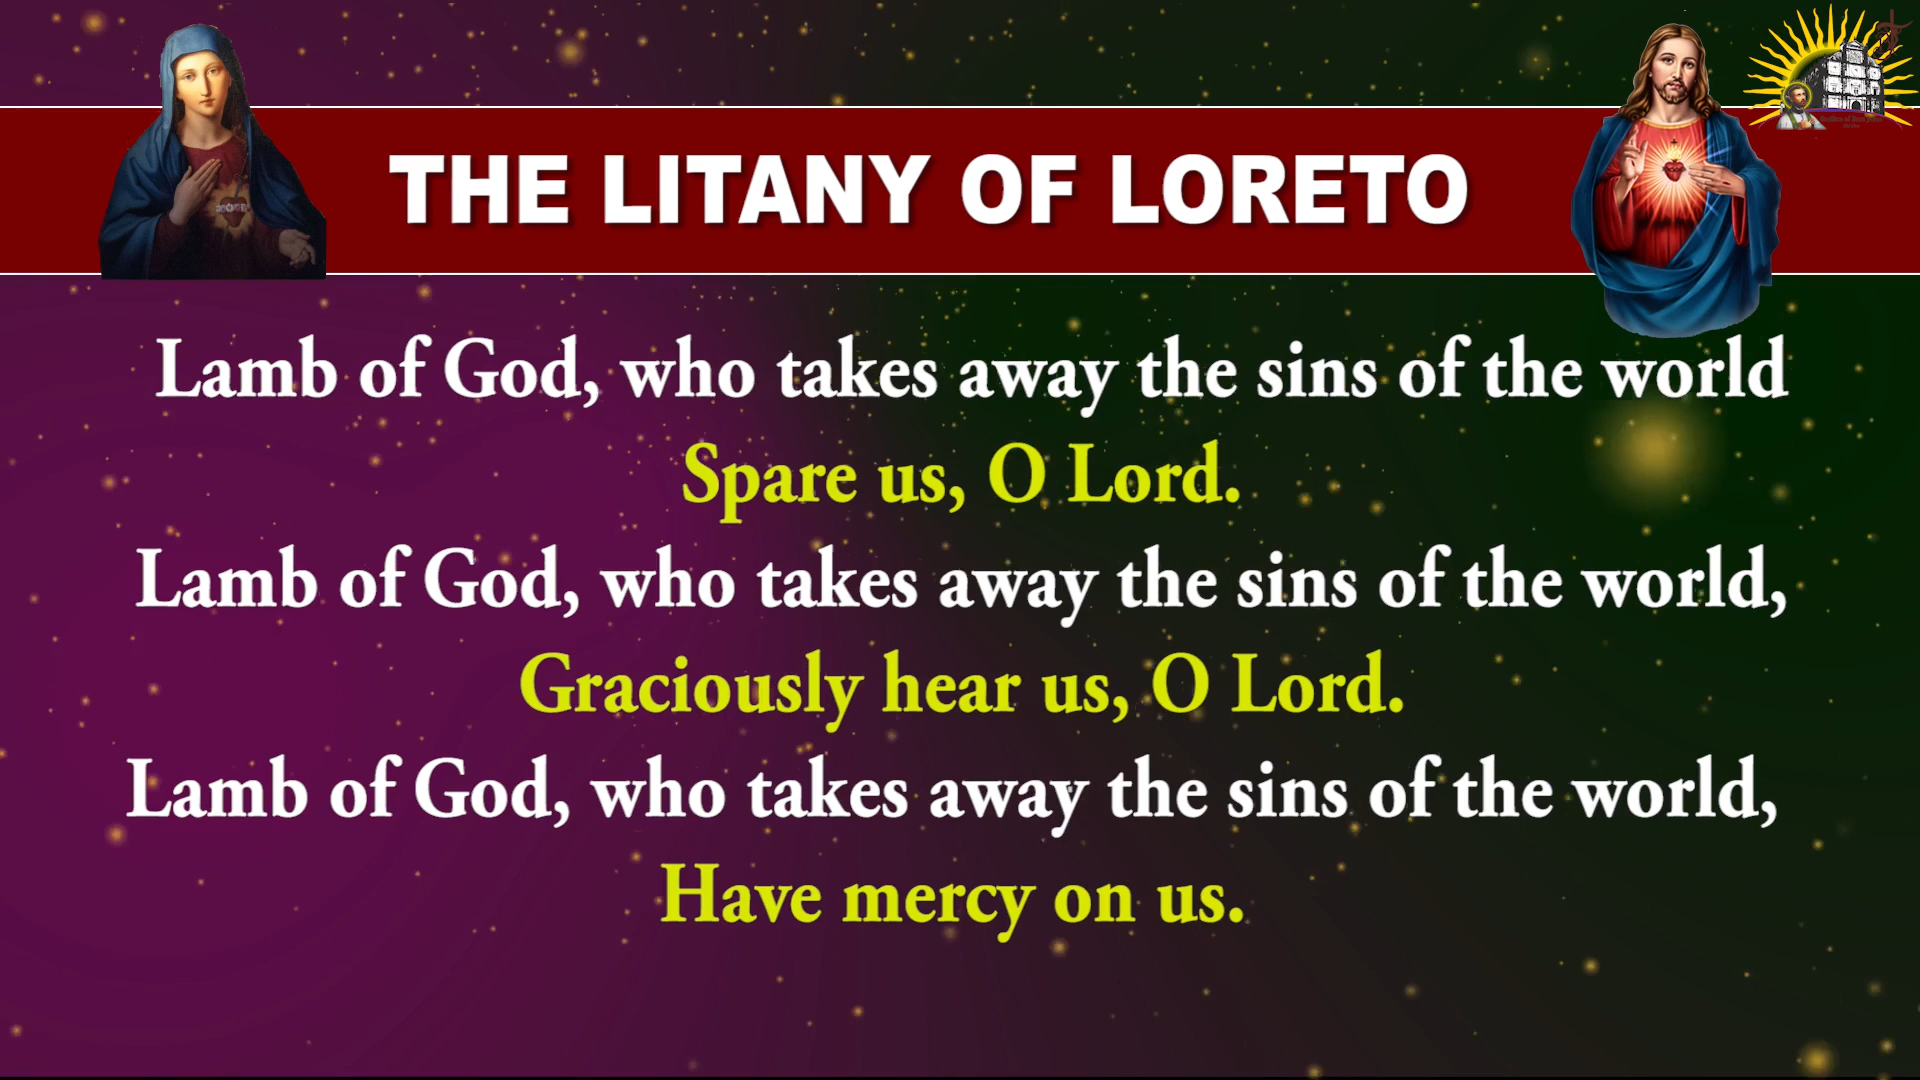 THE LITANY OF LORETO
Lamb of God, who takes away the sins of the world
Spare us, O Lord.
Lamb of God, who takes away the sins of the world,
Graciously hear us, O Lord.
Lamb of God, who takes away the sins of the world,
Have mercy on us.